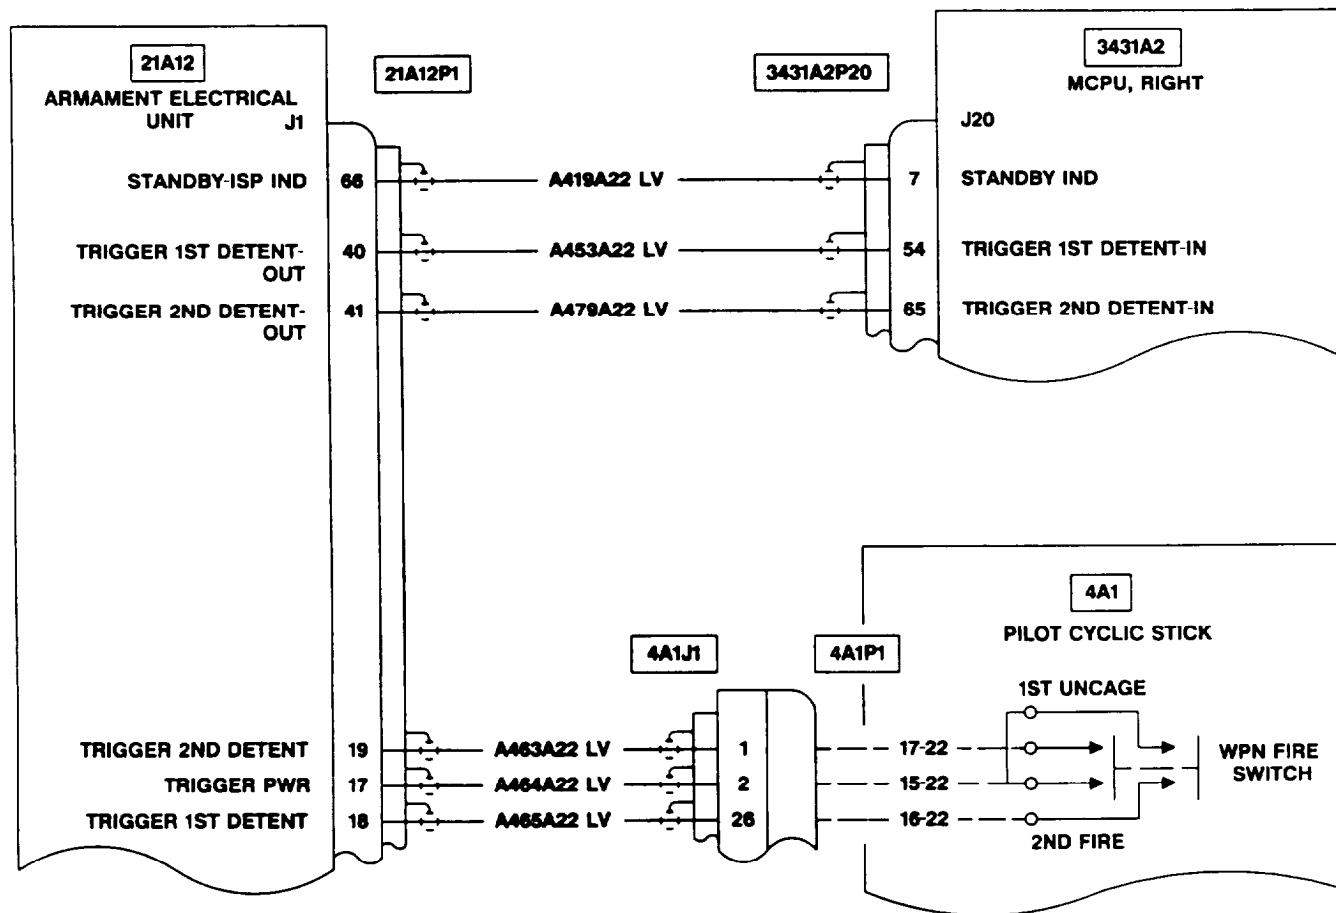 21A12
ARMAMENT ELECTRICAL
UNIT
J1
21A12P1
3431A2P20
3431A2
MCPU, RIGHT
J20
STANDBY-ISP IND
66
A419A22 LV
7
STANDBY IND
TRIGGER 1ST DETENT-
OUT
40
A453A22 LV
54
TRIGGER 1ST DETENT-IN
TRIGGER 2ND DETENT-
OUT
41
A479A22 LV
65
TRIGGER 2ND DETENT-IN
4A1
PILOT CYCLIC STICK
4A1J1
4A1P1
1ST UNCAGE
TRIGGER 2ND DETENT
19
A463A22 LV
1
17-22
WPN FIRE
SWITCH
TRIGGER PWR
17
A464A22 LV
2
15-22
TRIGGER 1ST DETENT
18
A465A22 LV
26
16-22
2ND FIRE